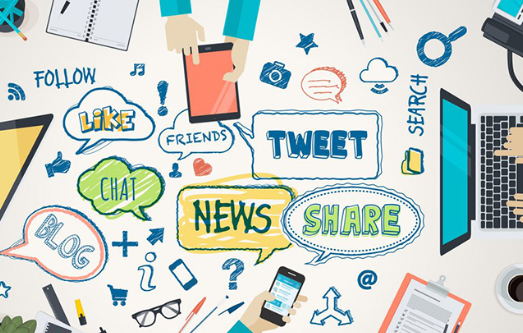 FOLLOW
LIKE
FRIENDS
TWEET
SEARCH
CHAT
NEWS
SHARE
BLOG
@